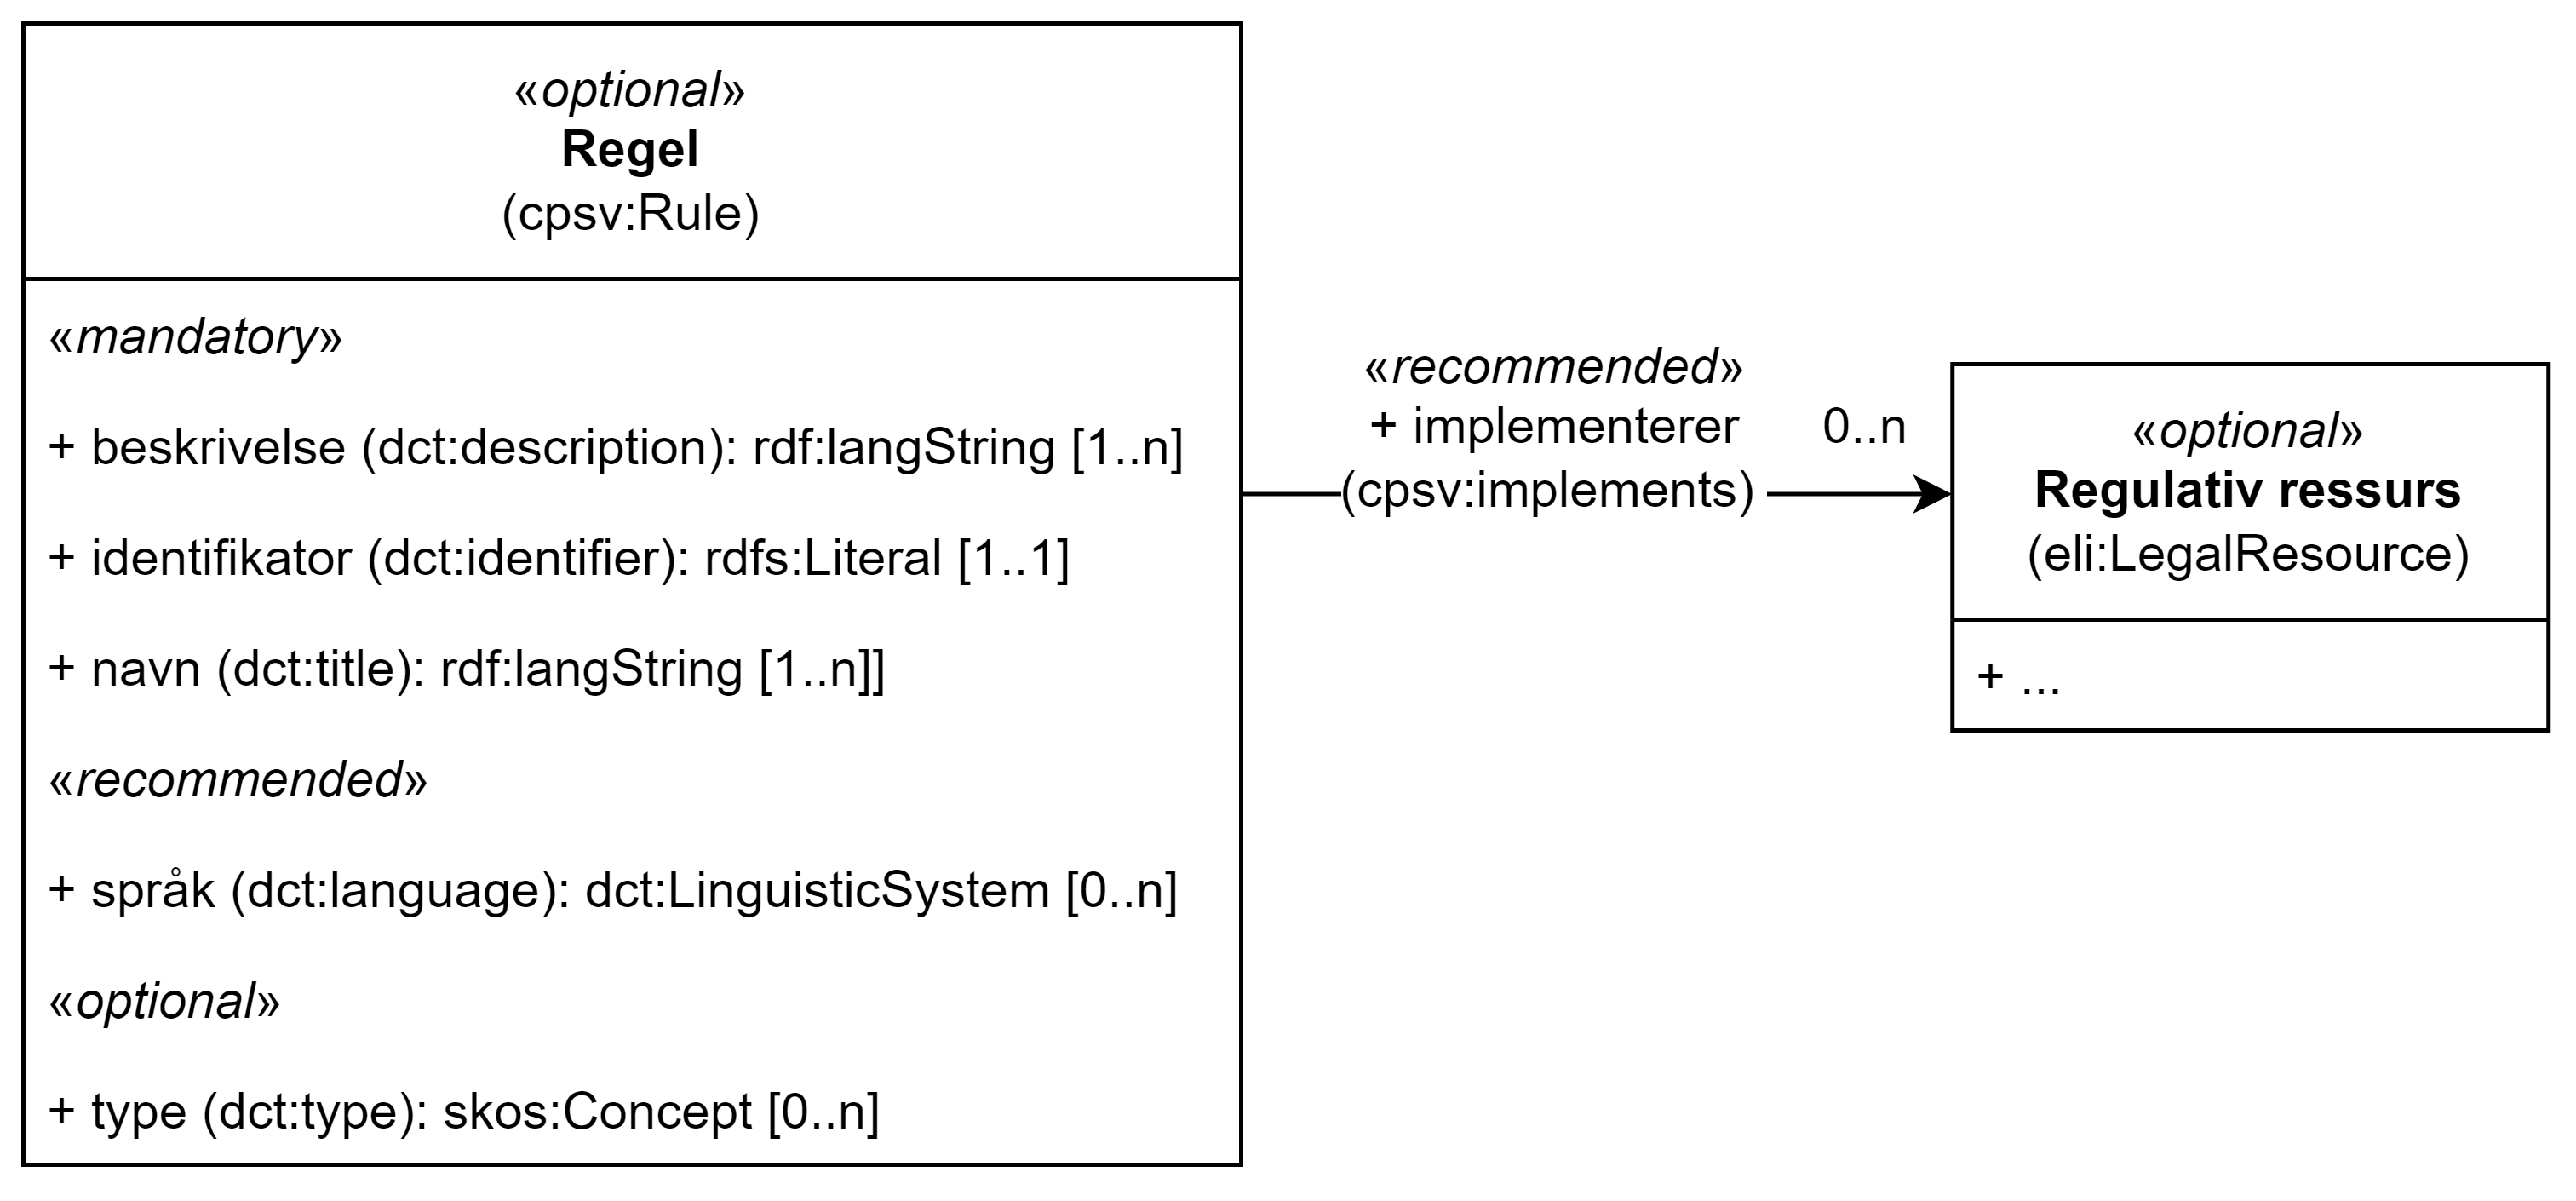 «optional»
Regel
(cpsv:Rule)
«mandatory»
+ beskrivelse (dct:description): rdf:langString [1..n]
+ identifikator (dct:identifier): rdfs:Literal [1..1]
+ navn (dct:title): rdf:langString [1..n]]
«recommended»
+ språk (dct:language): dct:LinguisticSystem [0..n]
«optional»
+ type (dct:type): skos:Concept [0..n]
«recommended»
+ implementerer
(cpsv:implements)
0..n
«optional»
Regulativ ressurs
(eli:LegalResource)
+ ...